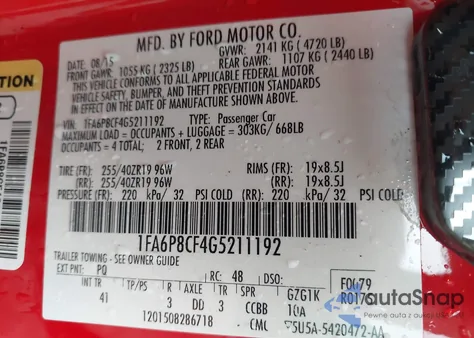 MFD. BY FORD MOTOR CO.
08/15
GVWR: 2141 KG ( 4720 LB)
FRONT GAWR: 1055 KG ( 2325 LB)
REAR GAWR: 1107 KG ( 2440 LB)
THIS VEHICLE CONFORMS TO ALL APPLICABLE FEDERAL MOTOR
VEHICLE SAFETY, BUMPER, AND THEFT PREVENTION STANDARDS
IN EFFECT ON THE DATE OF MANUFACTURE SHOWN ABOVE.
VIN: 1FA6P8CF4G5211192
TYPE: Passenger Car
MAXIMUM LOAD = OCCUPANTS + LUGGAGE = 303KG/ 668LB
OCCUPANTS = 4 TOTAL: 2 FRONT, 2 REAR
TIRE (FR): 255/40ZR19 96W RIMS (FR): 19x8.5J
(RR): 255/40ZR19 96W (RR): 19x8.5J
PRESSURE (FR): 220 kPa/ 32 PSI COLD (RR): 220 kPa/ 32 PSI COLD
1FA6P8CF4G5211192
TRAILER TOWING - SEE OWNER GUIDE
EXT PNT: PQ RC: 48
INT TR TP/PS R AXLE TR SPR GZG1K
41 3 DD 3 CCBB 10A
1201508286718 CMC
autoSnap